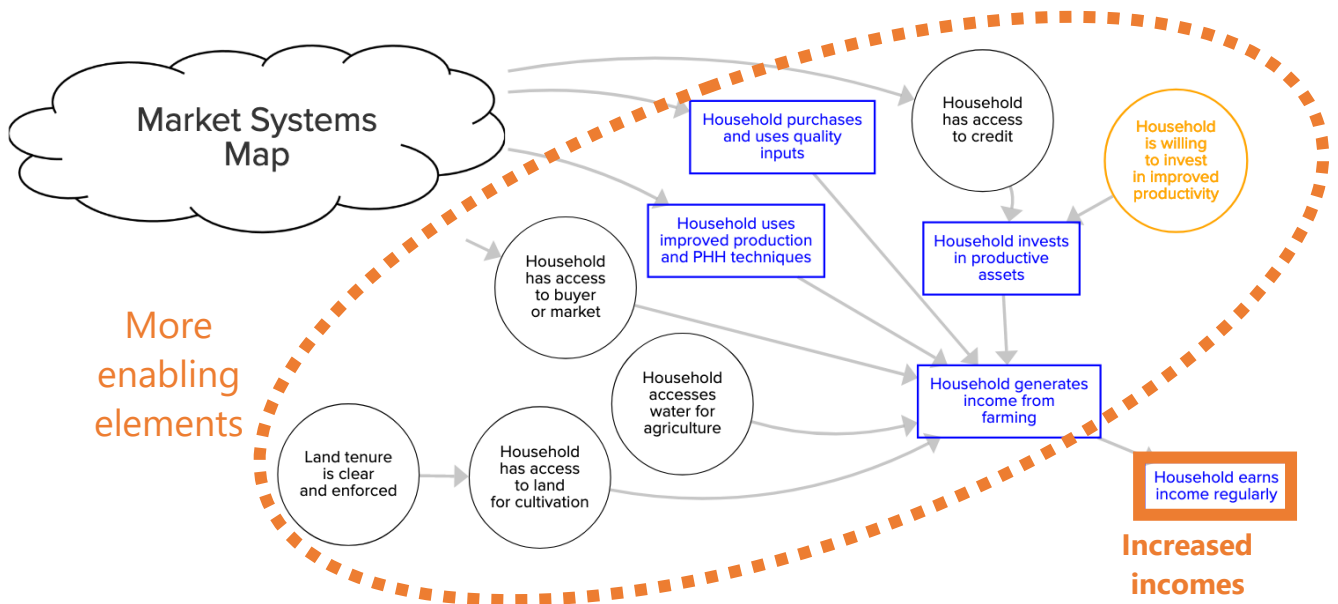 Market Systems
Map
Household
has access
to credit
Household
is willing
to invest
in improved
productivity
Household purchases
and uses quality
inputs
Household uses
improved production
and PHH techniques
Household invests
in productive
assets
Household
has access
to buyer
or market
More
enabling
elements
Household
accesses
water for
agriculture
Household generates
income from
farming
Land tenure
is clear
and enforced
Household
has access
to land
for cultivation
Household earns
income regularly
Increased
incomes